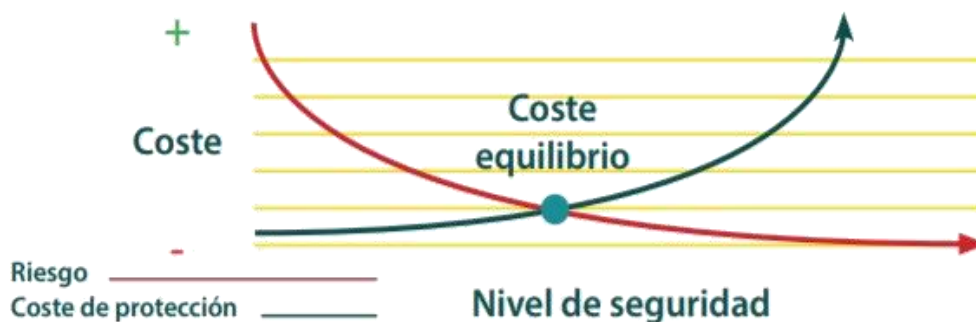 +
Coste
Coste
equilibrio
-
Riesgo
Coste de protección
Nivel de seguridad